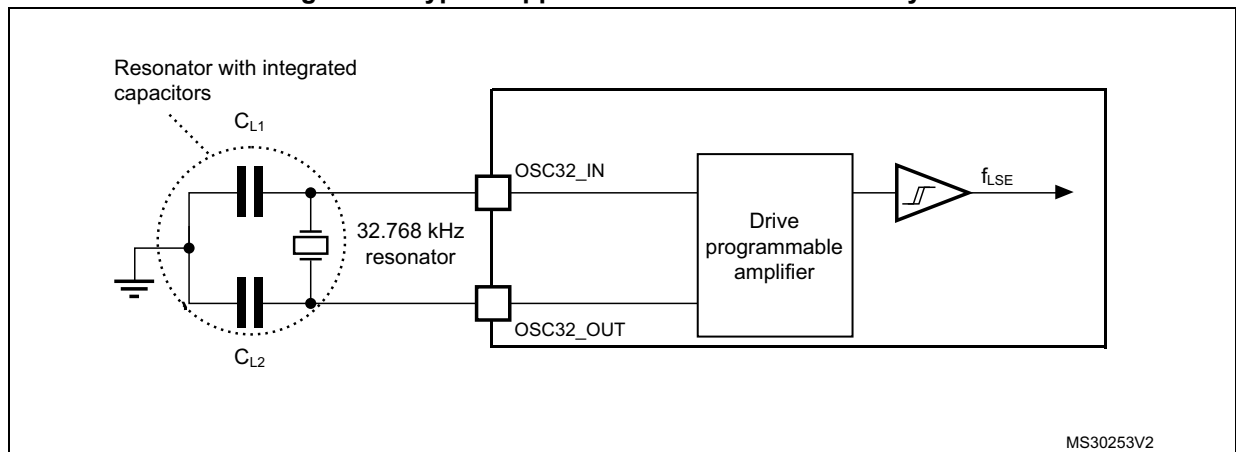 Resonator with integrated
capacitors
CL1
OSC32_IN
fLSE
32.768 kHz
resonator
Drive
programmable
amplifier
OSC32_OUT
CL2
MS30253V2